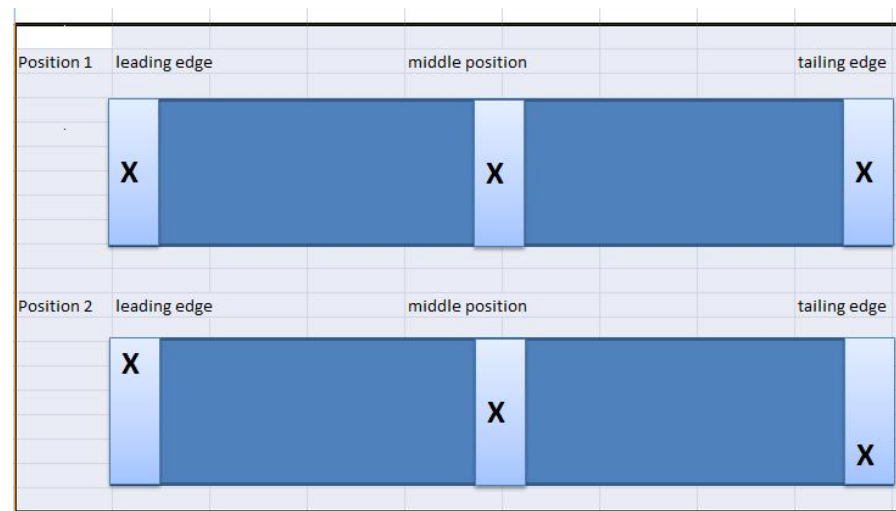 Position 1 leading edge middle position tailing edge
X X X
Position 2 leading edge middle position tailing edge
X
X
X